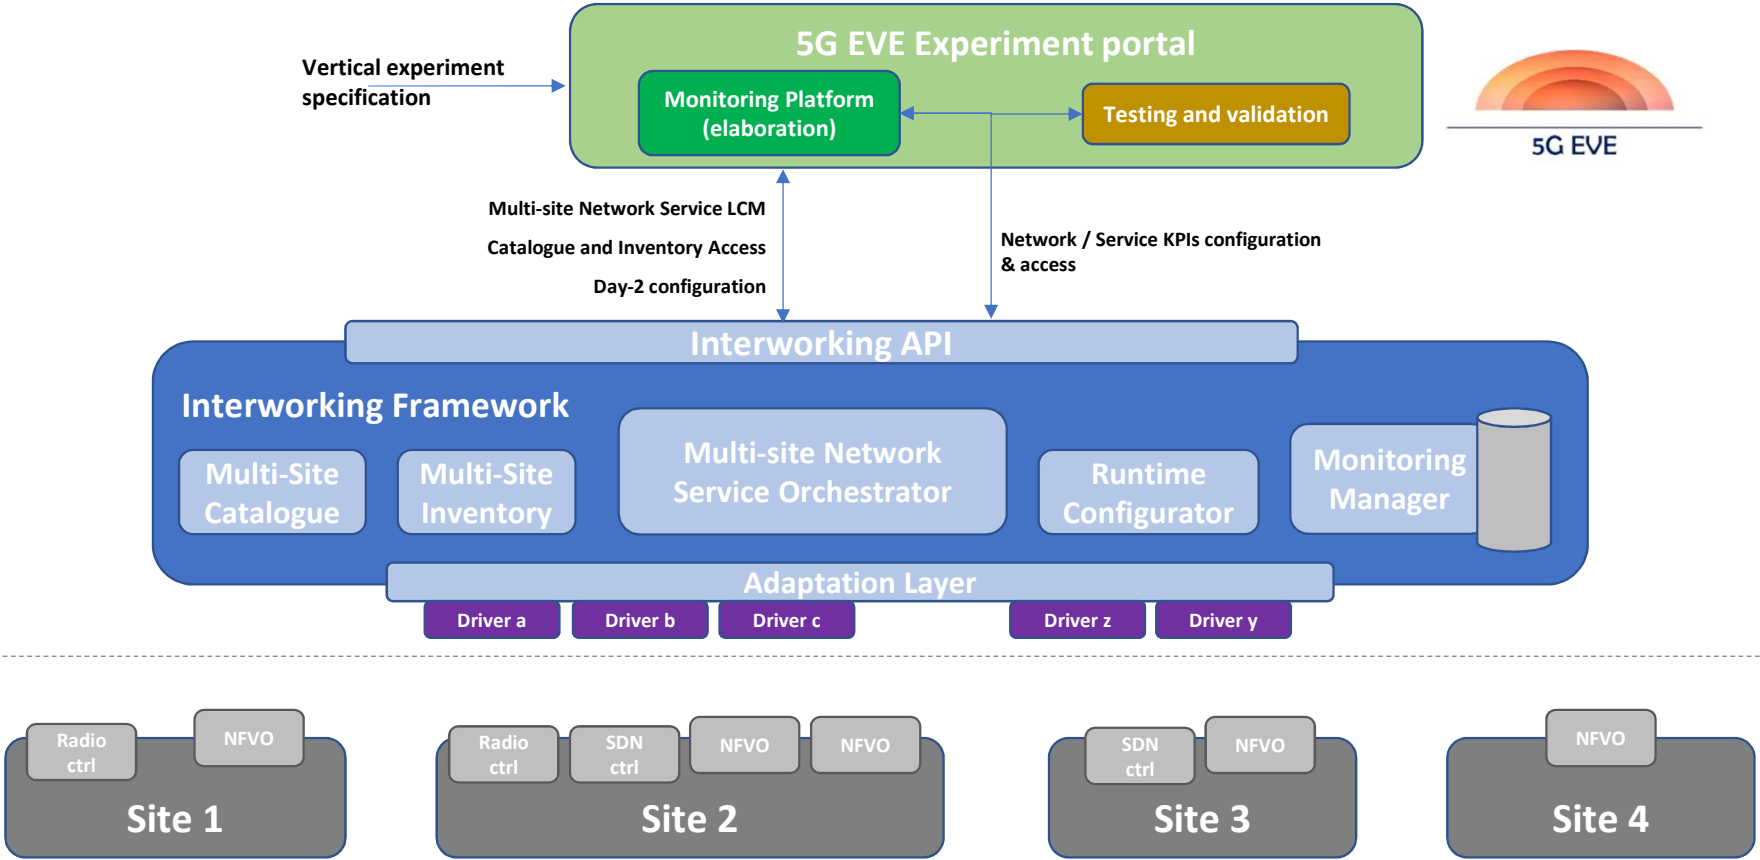 5G EVE Experiment portal
Vertical experiment
specification
Monitoring Platform
(elaboration)
Testing and validation
5G EVE
Multi-site Network Service LCM
Catalogue and Inventory Access
Day-2 configuration
Network / Service KPIs configuration
& access
Interworking API
Interworking Framework
Multi-Site
Catalogue
Multi-Site
Inventory
Multi-site Network
Service Orchestrator
Runtime
Configurator
Monitoring
Manager
Adaptation Layer
Driver a
Driver b
Driver c
Driver z
Driver y
Radio
ctrl
NFVO
Site 1
Radio
ctrl
SDN
ctrl
NFVO
NFVO
Site 2
SDN
ctrl
NFVO
Site 3
NFVO
Site 4